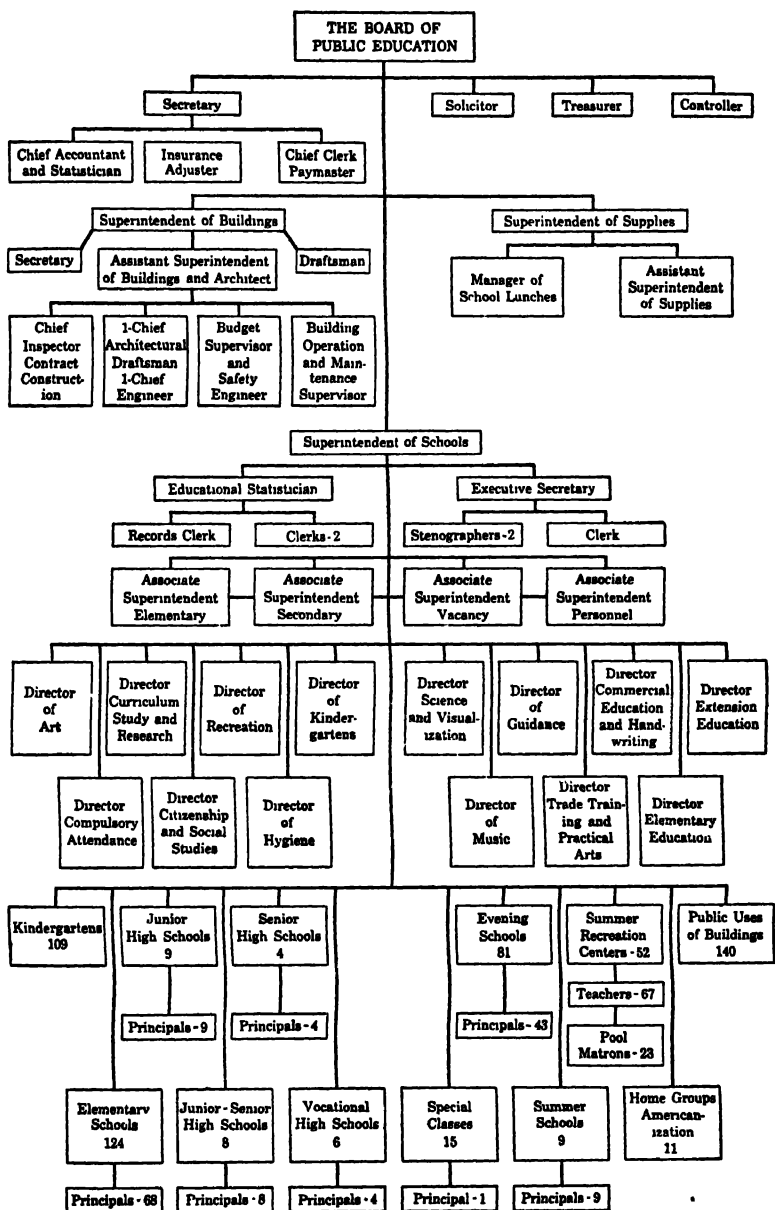 THE BOARD OF
PUBLIC EDUCATION
Secretary
Solicitor
Treasurer
Controller
Chief Accountant
and Statistician
Insurance
Adjuster
Chief Clerk
Paymaster
Superintendent of Buildings
Superintendent of Supplies
Secretary
Assistant Superintendent
of Buildings and Architect
Draftsman
Manager of
School Lunches
Assistant
Superintendent
of Supplies
Chief
Inspector
Contract
Construct-
ion
1-Chief
Architectural
Draftsman
1-Chief
Engineer
Budget
Supervisor
and
Safety
Engineer
Building
Operation
and Main-
tenance
Supervisor
Superintendent of Schools
Educational Statistician
Executive Secretary
Records Clerk
Clerks-2
Stenographers-2
Clerk
Associate
Superintendent
Elementary
Associate
Superintendent
Secondary
Associate
Superintendent
Vacancy
Associate
Superintendent
Personnel
Director
of
Art
Director
Curriculum
Study and
Research
Director
of
Recreation
Director
of
Kinder-
gartens
Director
Science
and Visual-
ization
Director
of
Guidance
Director
Commercial
Education
and Hand-
writing
Director
Extension
Education
Director
Compulsory
Attendance
Director
Citizenship
and Social
Studies
Director
of
Hygiene
Director
of
Music
Director
Trade Train-
ing and
Practical
Arts
Director
Elementary
Education
Kindergartens
109
Junior
High Schools
9
Senior
High Schools
4
Evening
Schools
81
Summer
Recreation
Centers-52
Public Uses
of Buildings
140
Teachers-67
Principals-9
Principals-4
Principals-43
Pool
Matrons-23
Elementary
Schools
124
Junior-Senior
High Schools
8
Vocational
High Schools
6
Special
Classes
15
Summer
Schools
9
Home Groups
American-
ization
11
Principals-68
Principals-8
Principals-4
Principal-1
Principals-9